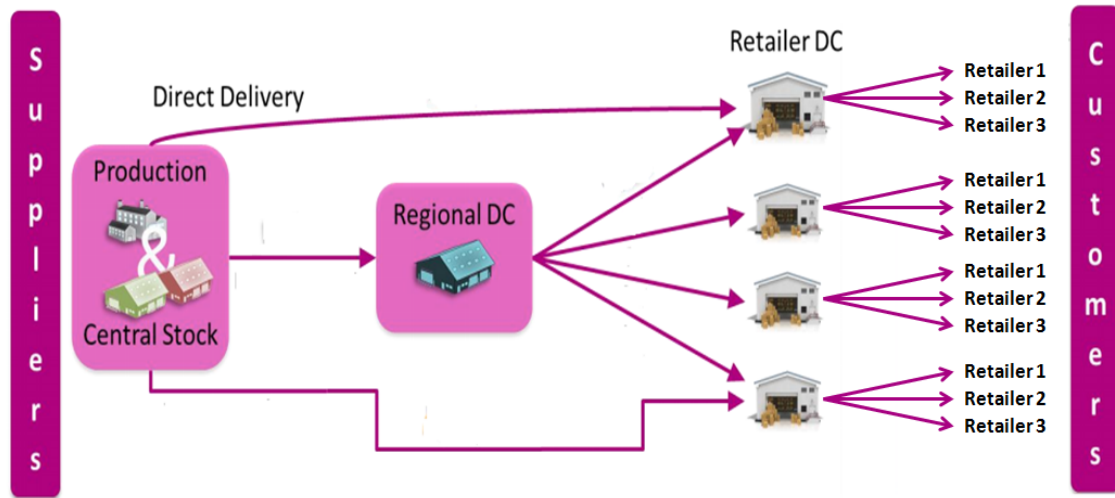 Suppliers
Direct Delivery
Production
&
Central Stock
Regional DC
Retailer DC
Retailer 1
Retailer 2
Retailer 3
Retailer 1
Retailer 2
Retailer 3
Retailer 1
Retailer 2
Retailer 3
Retailer 1
Retailer 2
Retailer 3
Customers